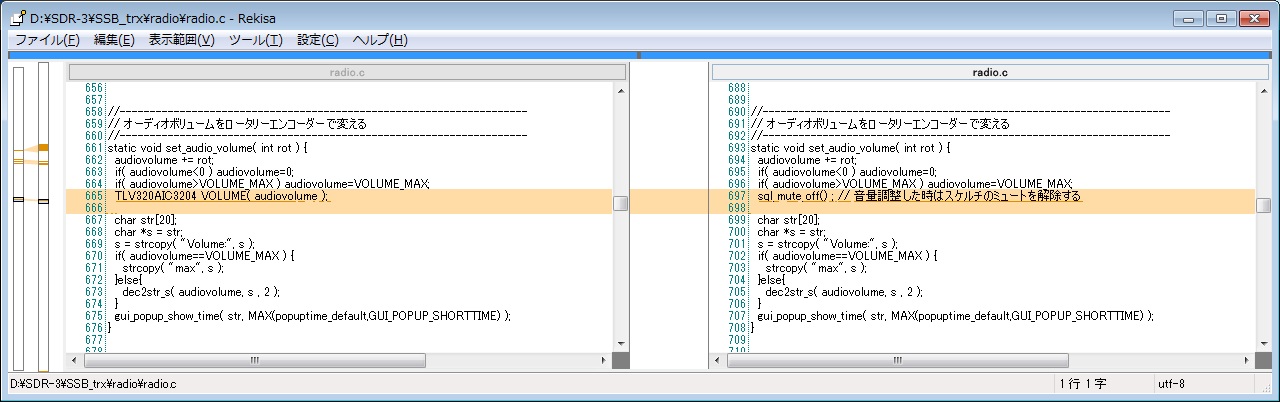 D:¥SDR-3¥SSB_trx¥radio¥radio.c - Rekisa
ファイル(F) 編集(E) 表示範囲(V) ツール(T) 設定(C) ヘルプ(H)
radio.c
656
657
658 //--------------------------------------------------------------------
659 // オーディオボリュームをロータリーエンコーダーで変える
660 //--------------------------------------------------------------------
661 static void set_audio_volume( int rot ) {
662 audiovolume += rot;
663 if( audiovolume<0 ) audiovolume=0;
664 if( audiovolume>VOLUME_MAX ) audiovolume=VOLUME_MAX;
665 TLV320AIC3204_VOLUME( audiovolume );
666
667 char str[20];
668 char *s = str;
669 s = strcopy( "Volume:", s );
670 if( audiovolume==VOLUME_MAX ) {
671 strcopy( "max", s );
672 }else{
673 dec2str_s( audiovolume, s , 2 );
674 }
675 gui_popup_show_time( str, MAX(popuptime_default,GUI_POPUP_SHORTTIME) );
676 }
677
678
radio.c
688
689
690 //--------------------------------------------------------------------
691 // オーディオボリュームをロータリーエンコーダーで変える
692 //--------------------------------------------------------------------
693 static void set_audio_volume( int rot ) {
694 audiovolume += rot;
695 if( audiovolume<0 ) audiovolume=0;
696 if( audiovolume>VOLUME_MAX ) audiovolume=VOLUME_MAX;
697 sql_mute_off() ; // 音量調整した時はスケルチのミュートを解除する
698
699 char str[20];
700 char *s = str;
701 s = strcopy( "Volume:", s );
702 if( audiovolume==VOLUME_MAX ) {
703 strcopy( "max", s );
704 }else{
705 dec2str_s( audiovolume, s , 2 );
706 }
707 gui_popup_show_time( str, MAX(popuptime_default,GUI_POPUP_SHORTTIME) );
708 }
709
710
D:¥SDR-3¥SSB_trx¥radio¥radio.c 1 行 1 字 utf-8